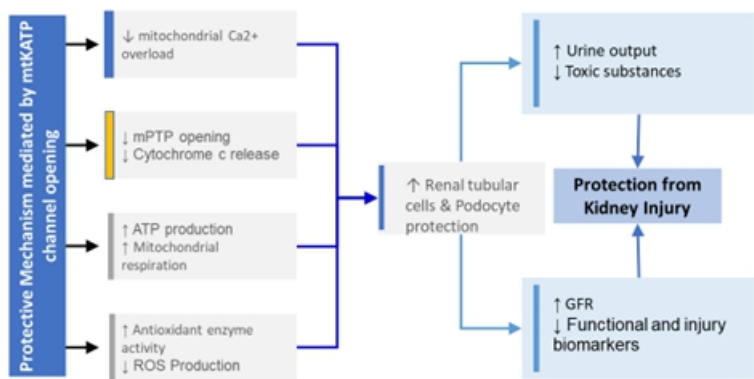 Protective Mechanism mediated by mtKATP
channel opening
↓ mitochondrial Ca2+
overload
↓ mPTP opening
↓ Cytochrome c release
↑ ATP production
↑ Mitochondrial
respiration
↑ Antioxidant enzyme
activity
↓ ROS Production
↑ Renal tubular
cells & Podocyte
protection
↑ Urine output
↓ Toxic substances
Protection from
Kidney Injury
↑ GFR
↓ Functional and injury
biomarkers